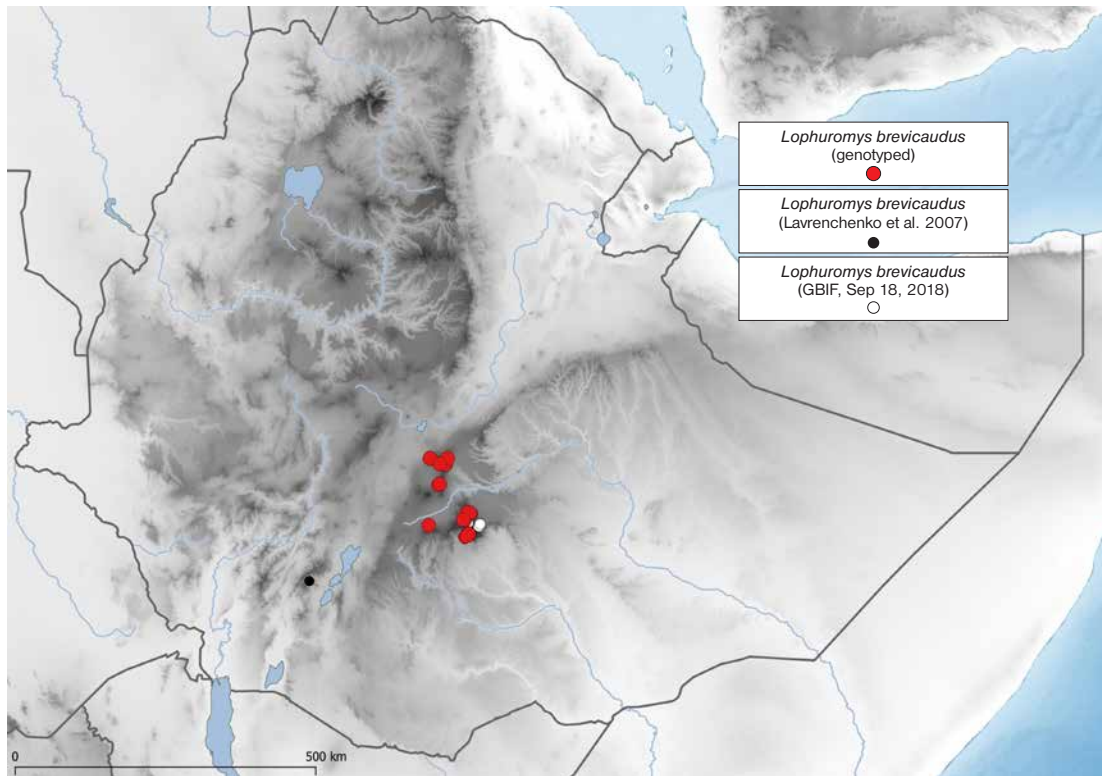 Lophuromys brevicaudus
(genotyped)
Lophuromys brevicaudus
(Lavrenchenko et al. 2007)
Lophuromys brevicaudus
(GBIF, Sep 18, 2018)
0 500 km